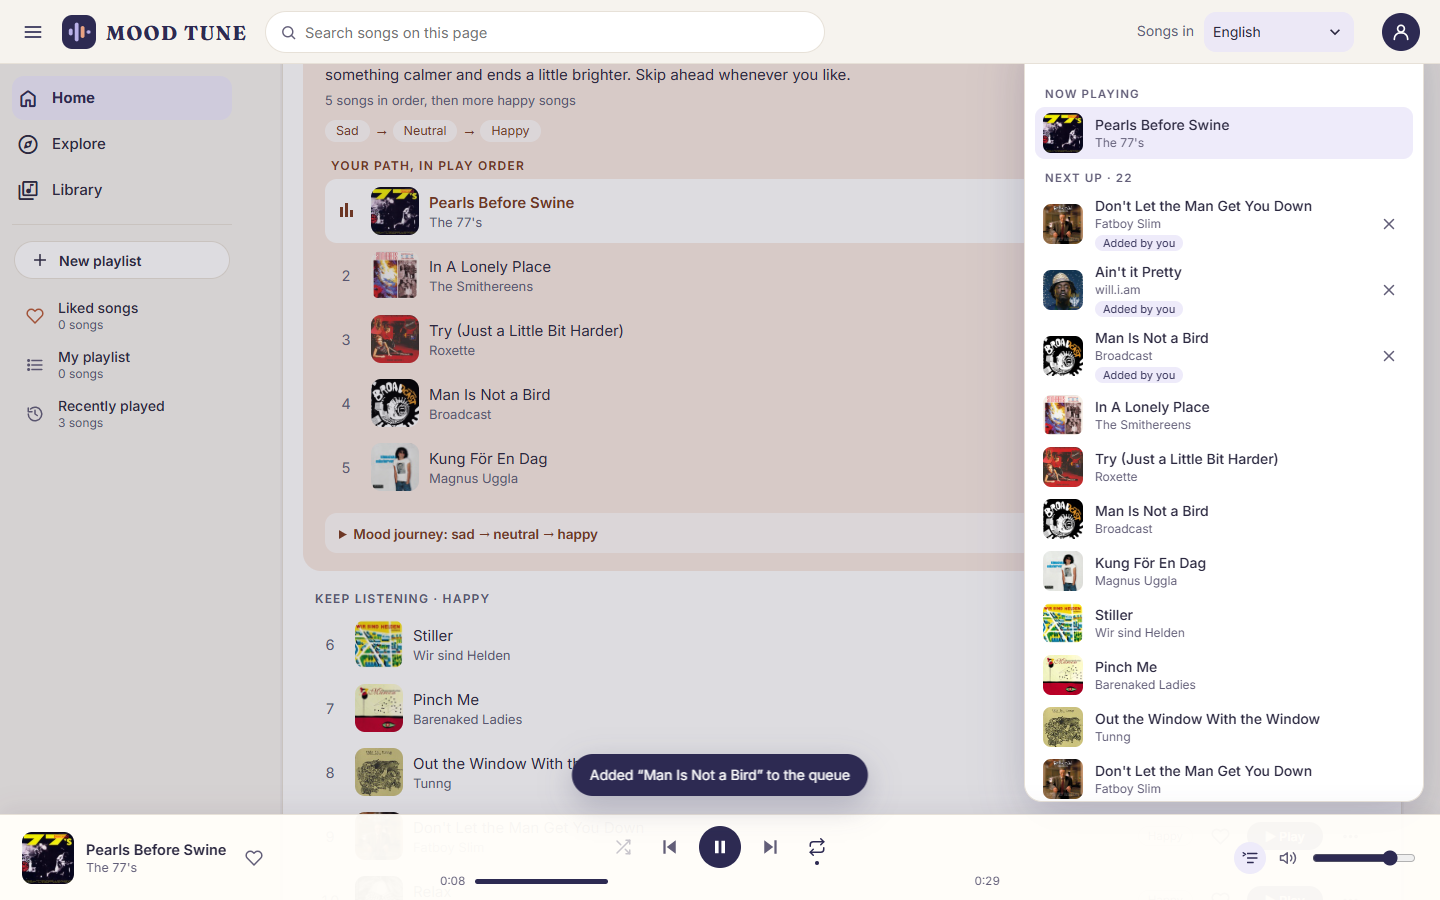 MOOD TUNE
Search songs on this page
Songs in
English
Home
Explore
Library
New playlist
Liked songs
0 songs
My playlist
0 songs
Recently played
3 songs
something calmer and ends a little brighter. Skip ahead whenever you like.
5 songs in order, then more happy songs
Sad → Neutral → Happy
YOUR PATH, IN PLAY ORDER
Pearls Before Swine
The 77's
2
In A Lonely Place
The Smithereens
3
Try (Just a Little Bit Harder)
Roxette
4
Man Is Not a Bird
Broadcast
5
Kung För En Dag
Magnus Uggla
Mood journey: sad → neutral → happy
KEEP LISTENING · HAPPY
6
Stiller
Wir sind Helden
7
Pinch Me
Barenaked Ladies
8
Out the Window With t
Tunng
Don't Let the Man Get You Down
Added “Man Is Not a Bird” to the queue
NOW PLAYING
Pearls Before Swine
The 77's
NEXT UP · 22
Don't Let the Man Get You Down
Fatboy Slim
Added by you
Ain't it Pretty
will.i.am
Added by you
Man Is Not a Bird
Broadcast
Added by you
In A Lonely Place
The Smithereens
Try (Just a Little Bit Harder)
Roxette
Man Is Not a Bird
Broadcast
Kung För En Dag
Magnus Uggla
Stiller
Wir sind Helden
Pinch Me
Barenaked Ladies
Out the Window With the Window
Tunng
Don't Let the Man Get You Down
Fatboy Slim
Pearls Before Swine
The 77's
0:08
0:29
Play